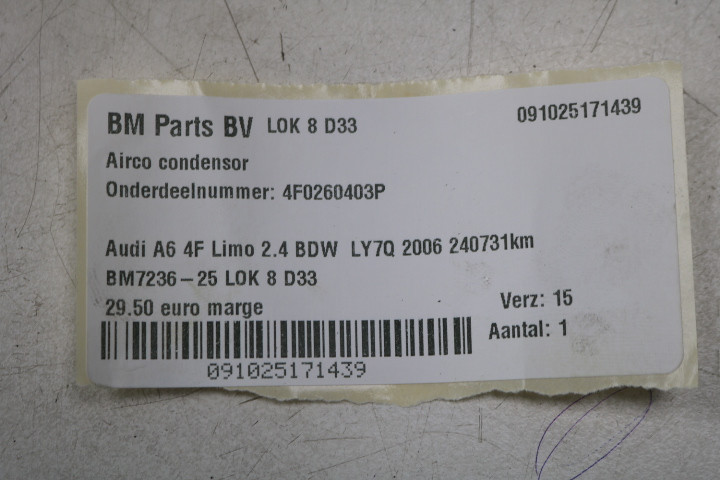 BM Parts BV LOK 8 D33 091025171439
Airco condensor
Onderdeelnummer: 4F0260403P
Audi A6 4F Limo 2.4 BDW LY7Q 2006 240731km
BM7236-25 LOK 8 D33
29.50 euro marge Verz: 15
Aantal: 1
091025171439